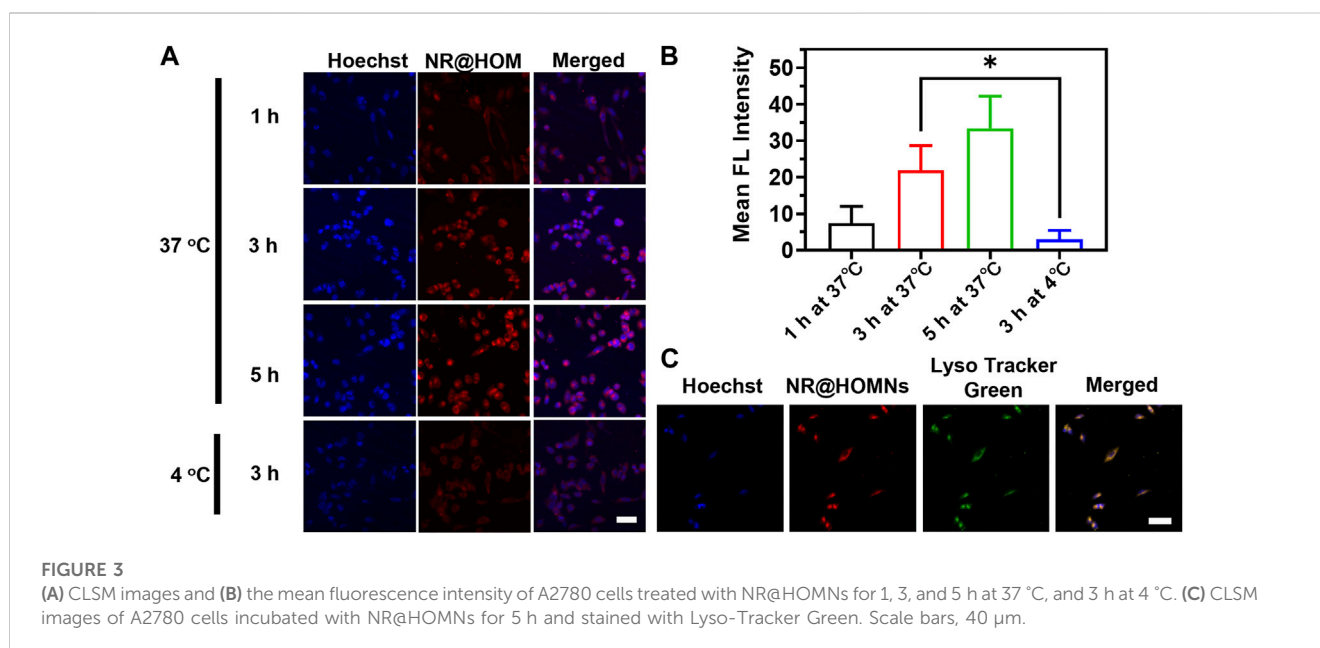 A
Hoechst NR@HOM Merged
37 °C
1 h
3 h
5 h
4 °C
3 h
B
Mean FL Intensity
50
40
30
20
10
0
*
1 h at 37°C
3 h at 37°C
5 h at 37°C
3 h at 4°C
C
Hoechst NR@HOMNs Lyso Tracker Green Merged
FIGURE 3
(A) CLSM images and (B) the mean fluorescence intensity of A2780 cells treated with NR@HOMNs for 1, 3, and 5 h at 37 °C, and 3 h at 4 °C. (C) CLSM
images of A2780 cells incubated with NR@HOMNs for 5 h and stained with Lyso-Tracker Green. Scale bars, 40 μm.